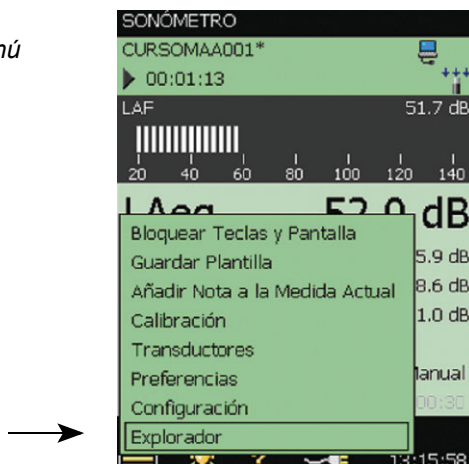 SONÓMETRO
CURSOMAA001*
00:01:13
LAF 51.7 dB
20 40 60 80 100 120 140
dB
5.9 dB
8.6 dB
1.0 dB
00:30
Bloquear Teclas y Pantalla
Guardar Plantilla
Añadir Nota a la Medida Actual
Calibración
Transductores
Preferencias
Configuración
Explorador
13:15:58